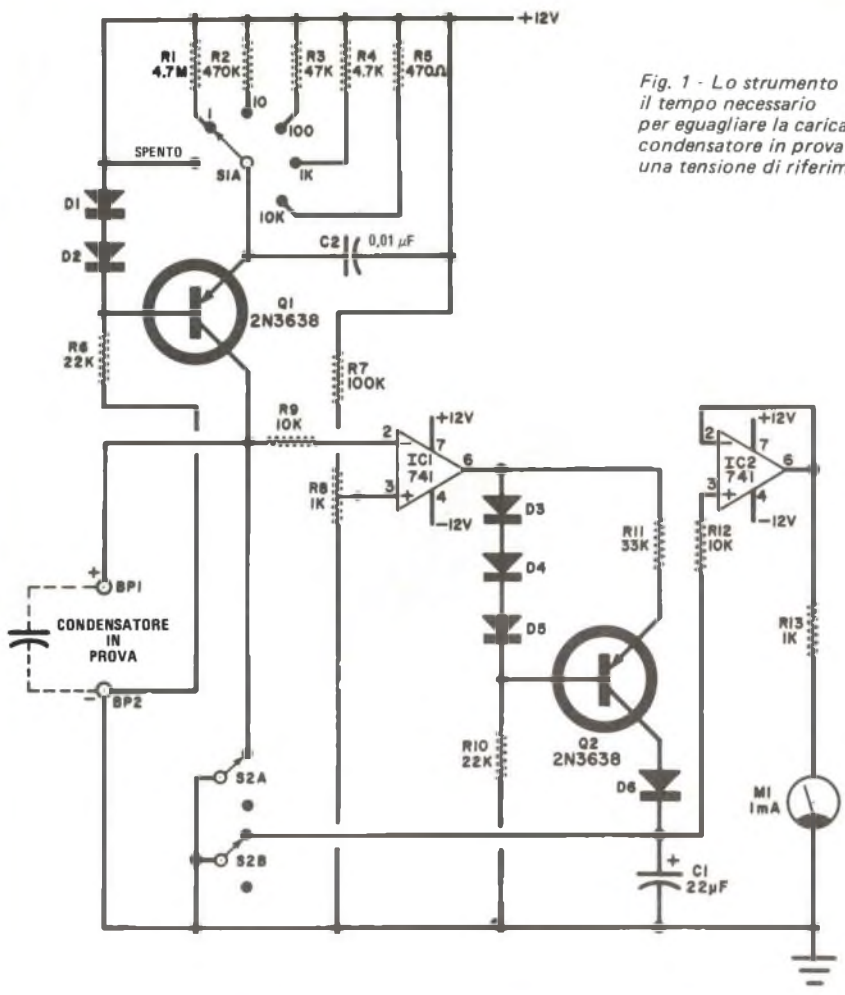 +12V
R1
4.7M
R2
470K
R3
47K
R4
4.7K
R5
470Ω
Fig. 1 - Lo strumento
il tempo necessario
per eguagliare la carica
condensatore in prova
una tensione di riferim
1
10
100
1K
10K
SPENTO
S1A
D1
D2
C2
0,01 µF
Q1
2N3638
R6
22K
R7
100K
R9
10K
R8
1K
2
-
3
+
IC1
741
+12V
7
6
4
-12V
D3
D4
D5
R11
33K
R12
10K
2
-
3
+
IC2
741
+12V
7
6
4
-12V
R13
1K
+
BP1
CONDENSATORE
IN
PROVA
-
BP2
R10
22K
Q2
2N3638
D6
S2A
S2B
+
C1
22µF
M1
1mA